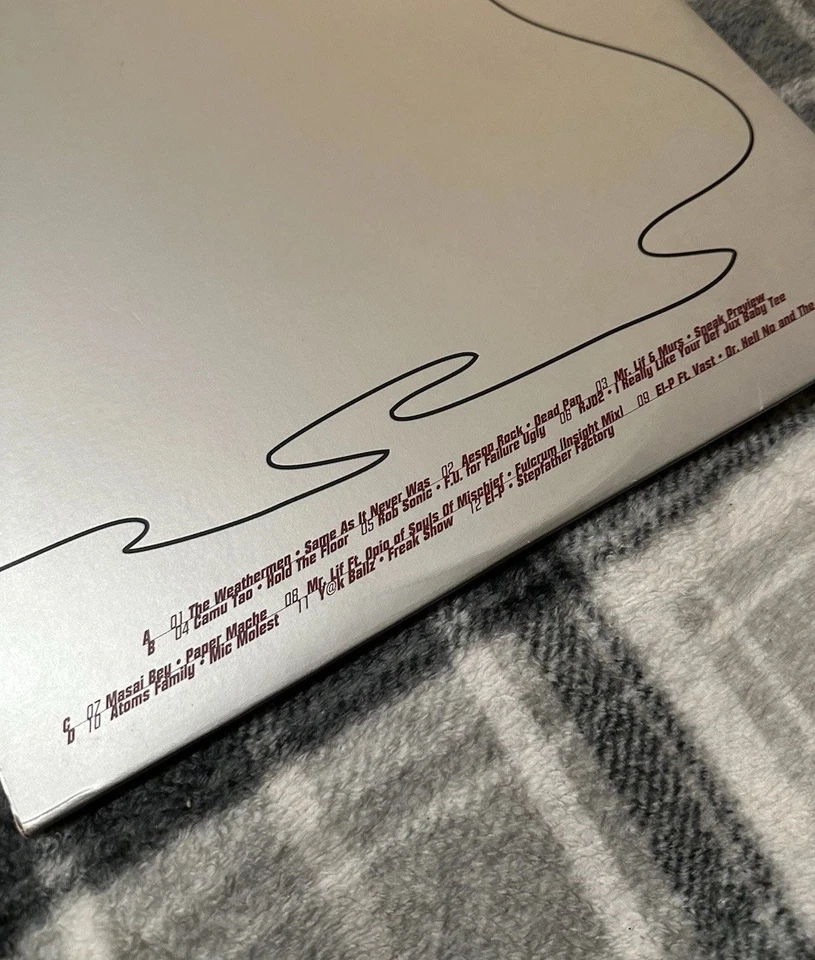 A 01 The Weathermen • Same As It Never Was 02 Aesop Rock • Dead Pan 03 Mr. Lif & Murs • Sneak Preview
B 04 Camu Tao • Hold The Floor 05 Rob Sonic • F.U. for Failure Ugly 06 RJD2 • I Really Like Your Def Jux Baby Tee
C 07 Masai Bey • Paper Mache 08 Mr. Lif Ft. Opio of Souls Of Mischief • Fulcrum (Insight Mix) 09 El-P Ft. Vast • Dr. Hell No and The
D 10 Atoms Family • Mic Molest 11 Y@k Ballz • Freak Show 12 El-P • Stepfather Factory